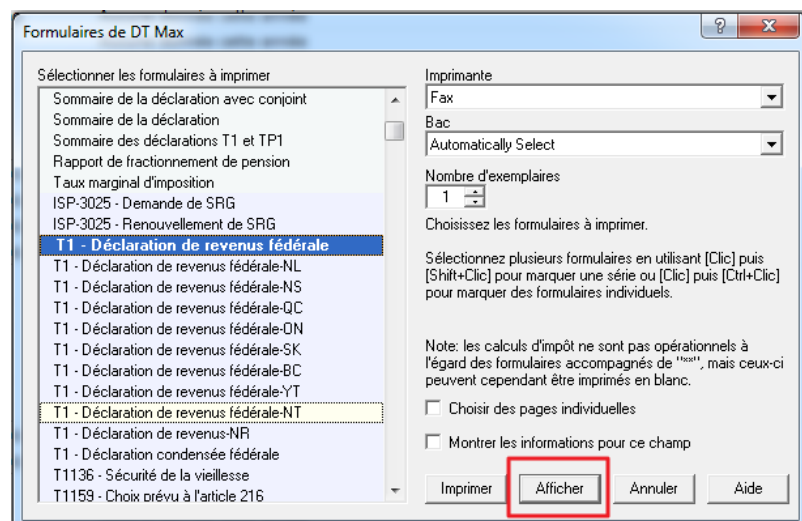 Formulaires de DT Max
Sélectionner les formulaires à imprimer
Sommaire de la déclaration avec conjoint
Sommaire de la déclaration
Sommaire des déclarations T1 et TP1
Rapport de fractionnement de pension
Taux marginal d'imposition
ISP-3025 - Demande de SRG
ISP-3025 - Renouvellement de SRG
T1 - Déclaration de revenus fédérale
T1 - Déclaration de revenus fédérale-NL
T1 - Déclaration de revenus fédérale-NS
T1 - Déclaration de revenus fédérale-QC
T1 - Déclaration de revenus fédérale-ON
T1 - Déclaration de revenus fédérale-SK
T1 - Déclaration de revenus fédérale-BC
T1 - Déclaration de revenus fédérale-YT
T1 - Déclaration de revenus fédérale-NT
T1 - Déclaration de revenus-NR
T1 - Déclaration condensée fédérale
T1136 - Sécurité de la vieillesse
T1159 - Choix prévu à l'article 216
Imprimante
Fax
Bac
Automatically Select
Nombre d'exemplaires
1
Choisissez les formulaires à imprimer.
Sélectionnez plusieurs formulaires en utilisant [Clic] puis
[Shift+Clic] pour marquer une série ou [Clic] puis [Ctrl+Clic]
pour marquer des formulaires individuels.
Note: les calculs d'impôt ne sont pas opérationnels à
l'égard des formulaires accompagnés de "**", mais ceux-ci
peuvent cependant être imprimés en blanc.
Choisir des pages individuelles
Montrer les informations pour ce champ
Imprimer
Afficher
Annuler
Aide